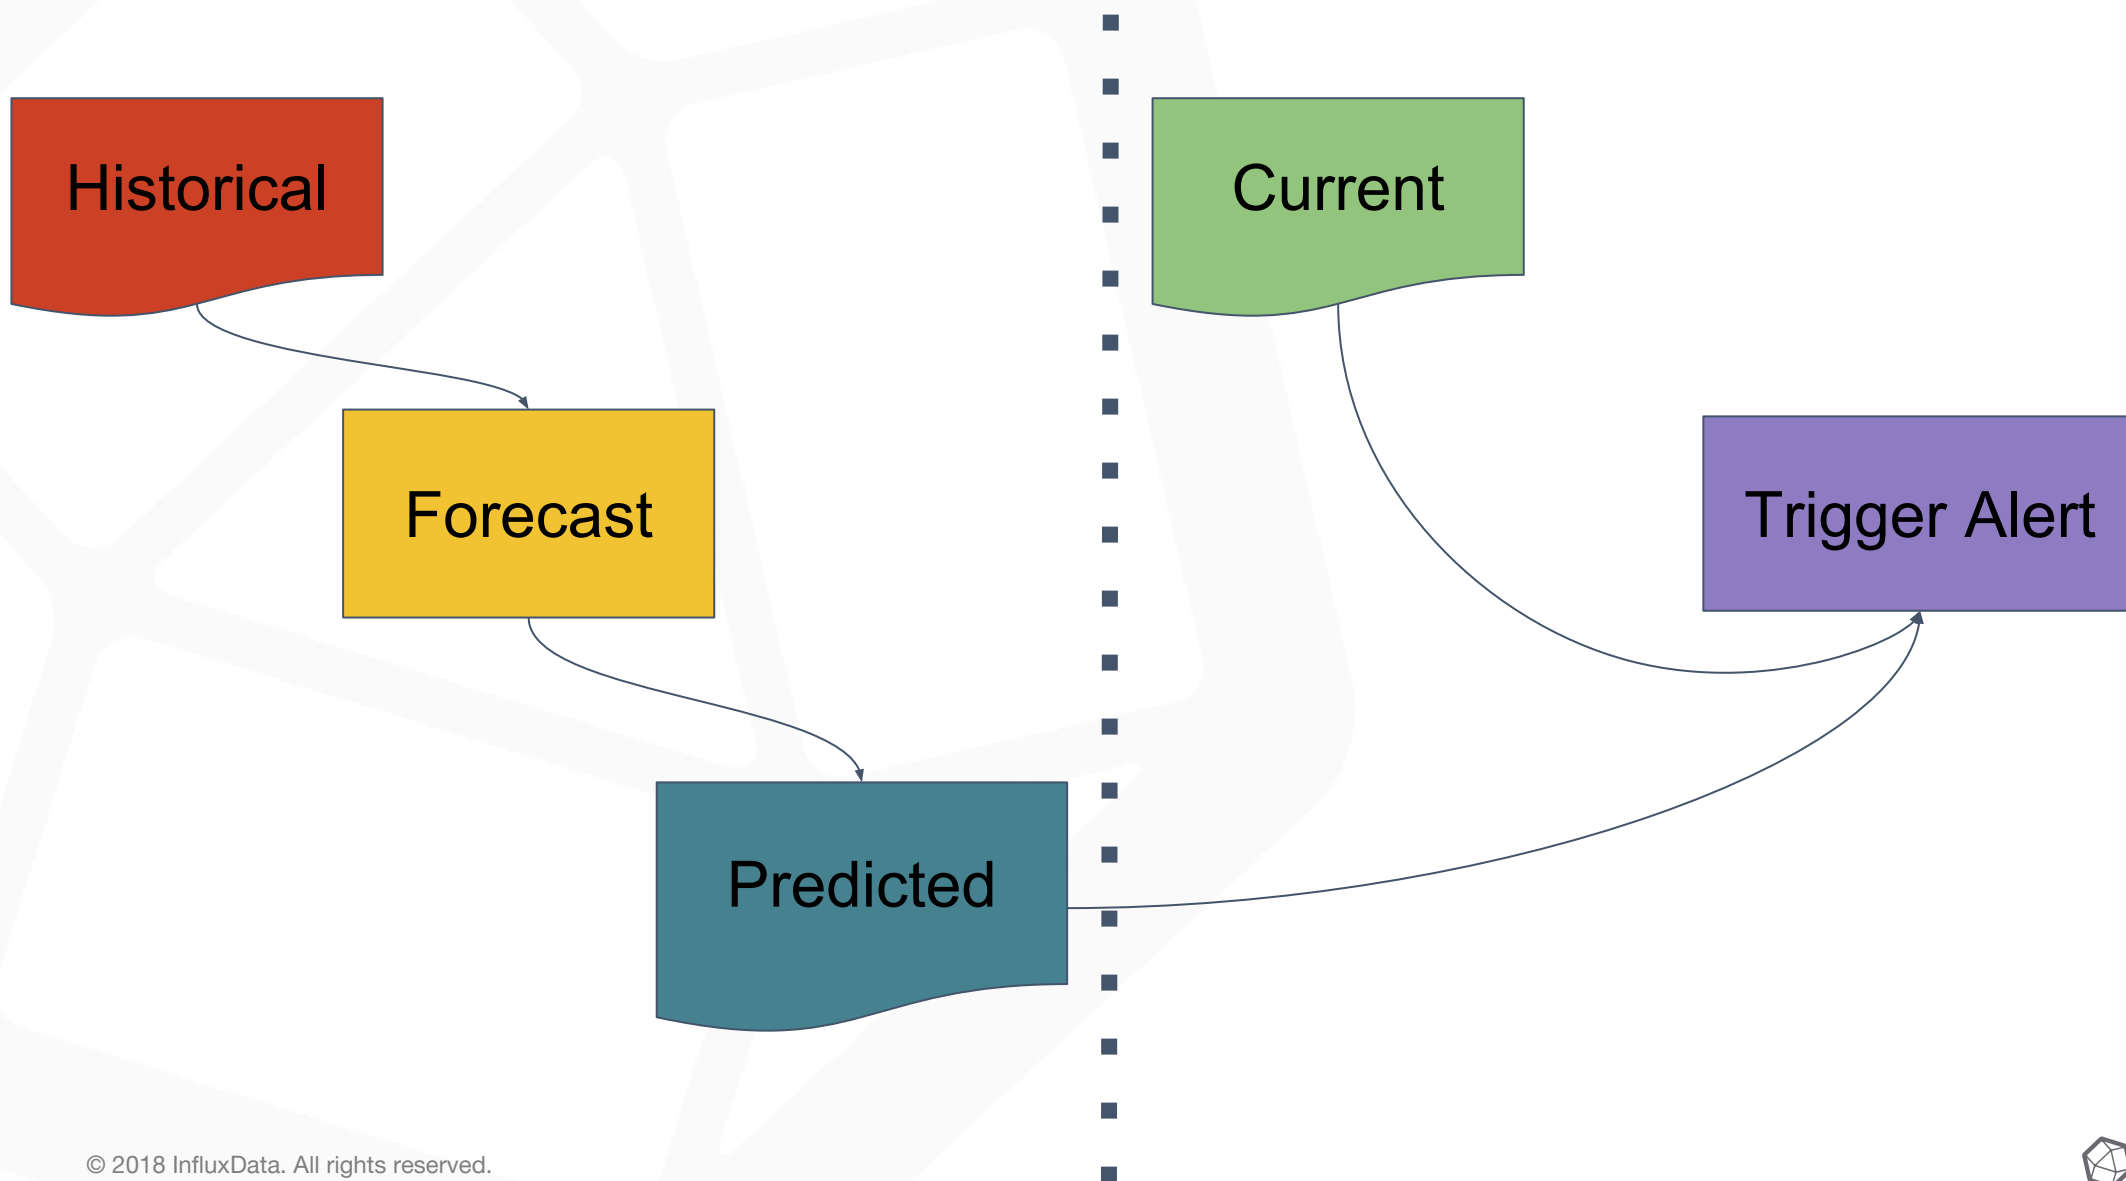 Historical
Current
Forecast
Trigger Alert
Predicted
© 2018 InfluxData. All rights reserved.